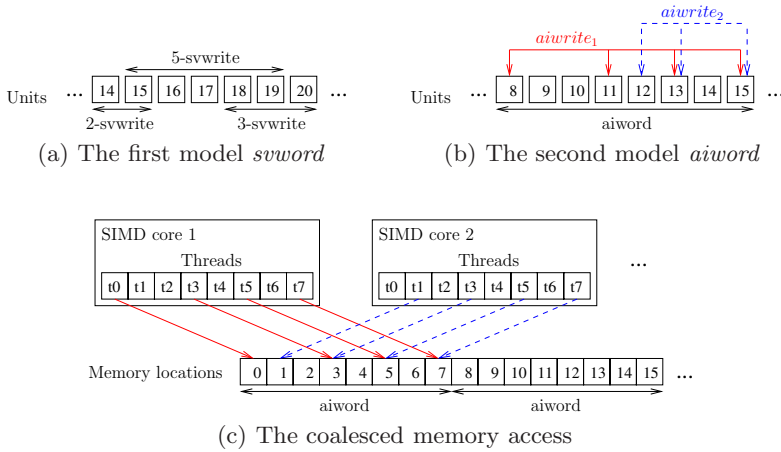 5-svwrite
Units ... 14 15 16 17 18 19 20 ...
2-svwrite 3-svwrite
(a) The first model svword
aiwrite2
aiwrite1
Units ... 8 9 10 11 12 13 14 15 ...
aiword
(b) The second model aiword
SIMD core 1
Threads
t0 t1 t2 t3 t4 t5 t6 t7
SIMD core 2
Threads
t0 t1 t2 t3 t4 t5 t6 t7
...
Memory locations 0 1 2 3 4 5 6 7 8 9 10 11 12 13 14 15 ...
aiword aiword
(c) The coalesced memory access